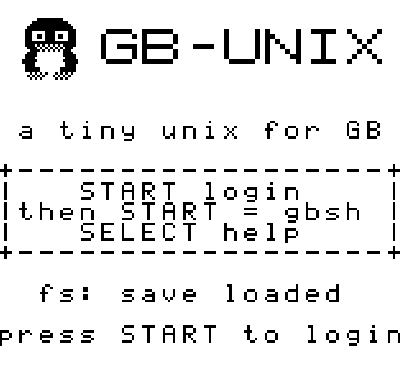 GB-UNIX
a tiny unix for GB
+------------------+
|   START login    |
|then START = gbsh |
|   SELECT help    |
+------------------+
fs: save loaded
press START to login